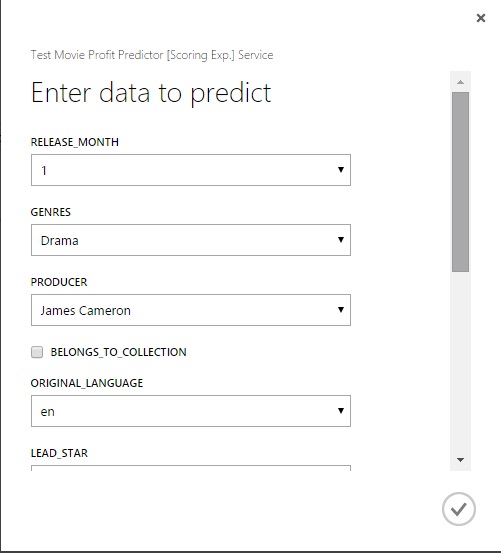 Test Movie Profit Predictor [Scoring Exp.] Service
Enter data to predict
RELEASE_MONTH
1
GENRES
Drama
PRODUCER
James Cameron
BELONGS_TO_COLLECTION
ORIGINAL_LANGUAGE
en
LEAD_STAR